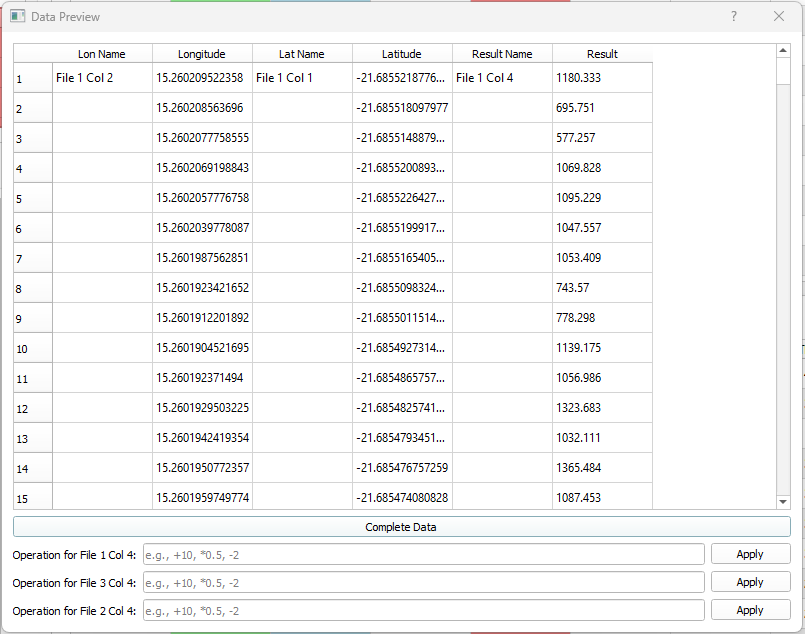 Data Preview
Lon Name Longitude Lat Name Latitude Result Name Result
1 File 1 Col 2 15.260209522358 File 1 Col 1 -21.6855218776... File 1 Col 4 1180.333
2 15.260208563696 -21.685518097977 695.751
3 15.2602077758555 -21.6855148879... 577.257
4 15.2602069198843 -21.6855200893... 1069.828
5 15.2602057776758 -21.6855226427... 1095.229
6 15.2602039778087 -21.6855199917... 1047.557
7 15.2601987562851 -21.6855165405... 1053.409
8 15.2601923421652 -21.6855098324... 743.57
9 15.2601912201892 -21.6855011514... 778.298
10 15.2601904521695 -21.6854927314... 1139.175
11 15.260192371494 -21.6854865757... 1056.986
12 15.2601929503225 -21.6854825741... 1323.683
13 15.2601942419354 -21.6854793451... 1032.111
14 15.2601950772357 -21.685476757259 1365.484
15 15.2601959749774 -21.685474080828 1087.453
Complete Data
Operation for File 1 Col 4: e.g., +10, *0.5, -2 Apply
Operation for File 3 Col 4: e.g., +10, *0.5, -2 Apply
Operation for File 2 Col 4: e.g., +10, *0.5, -2 Apply